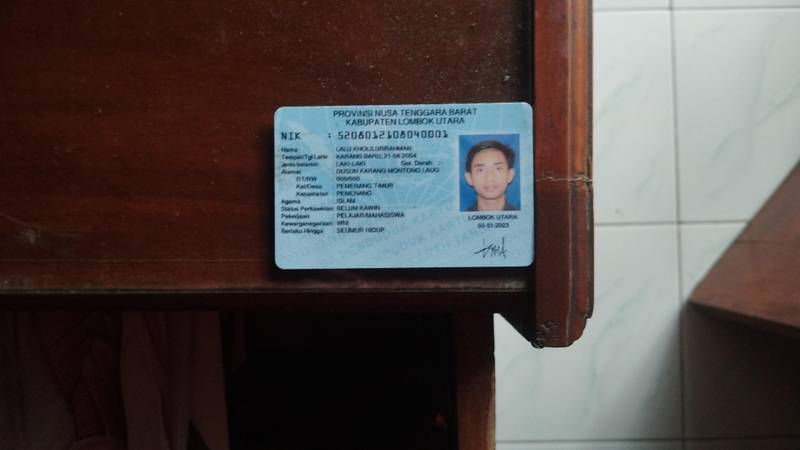 PROVINSI NUSA TENGGARA BARAT
KABUPATEN LOMBOK UTARA
NIK : 5208012108040001
Nama : LALU KHOLILURRAHMAN
Tempat/Tgl Lahir : KARANG BARU, 21-08-2004
Jenis kelamin : LAKI-LAKI Gol. Darah
Alamat : DUSUN KARANG MONTONG LAUQ
RT/RW : 000/000
Kel/Desa : PEMENANG TIMUR
Kecamatan : PEMENANG
Agama : ISLAM
Status Perkawinan : BELUM KAWIN
Pekerjaan : PELAJAR/MAHASISWA
Kewarganegaraan : WNI
Berlaku Hingga : SEUMUR HIDUP
LOMBOK UTARA